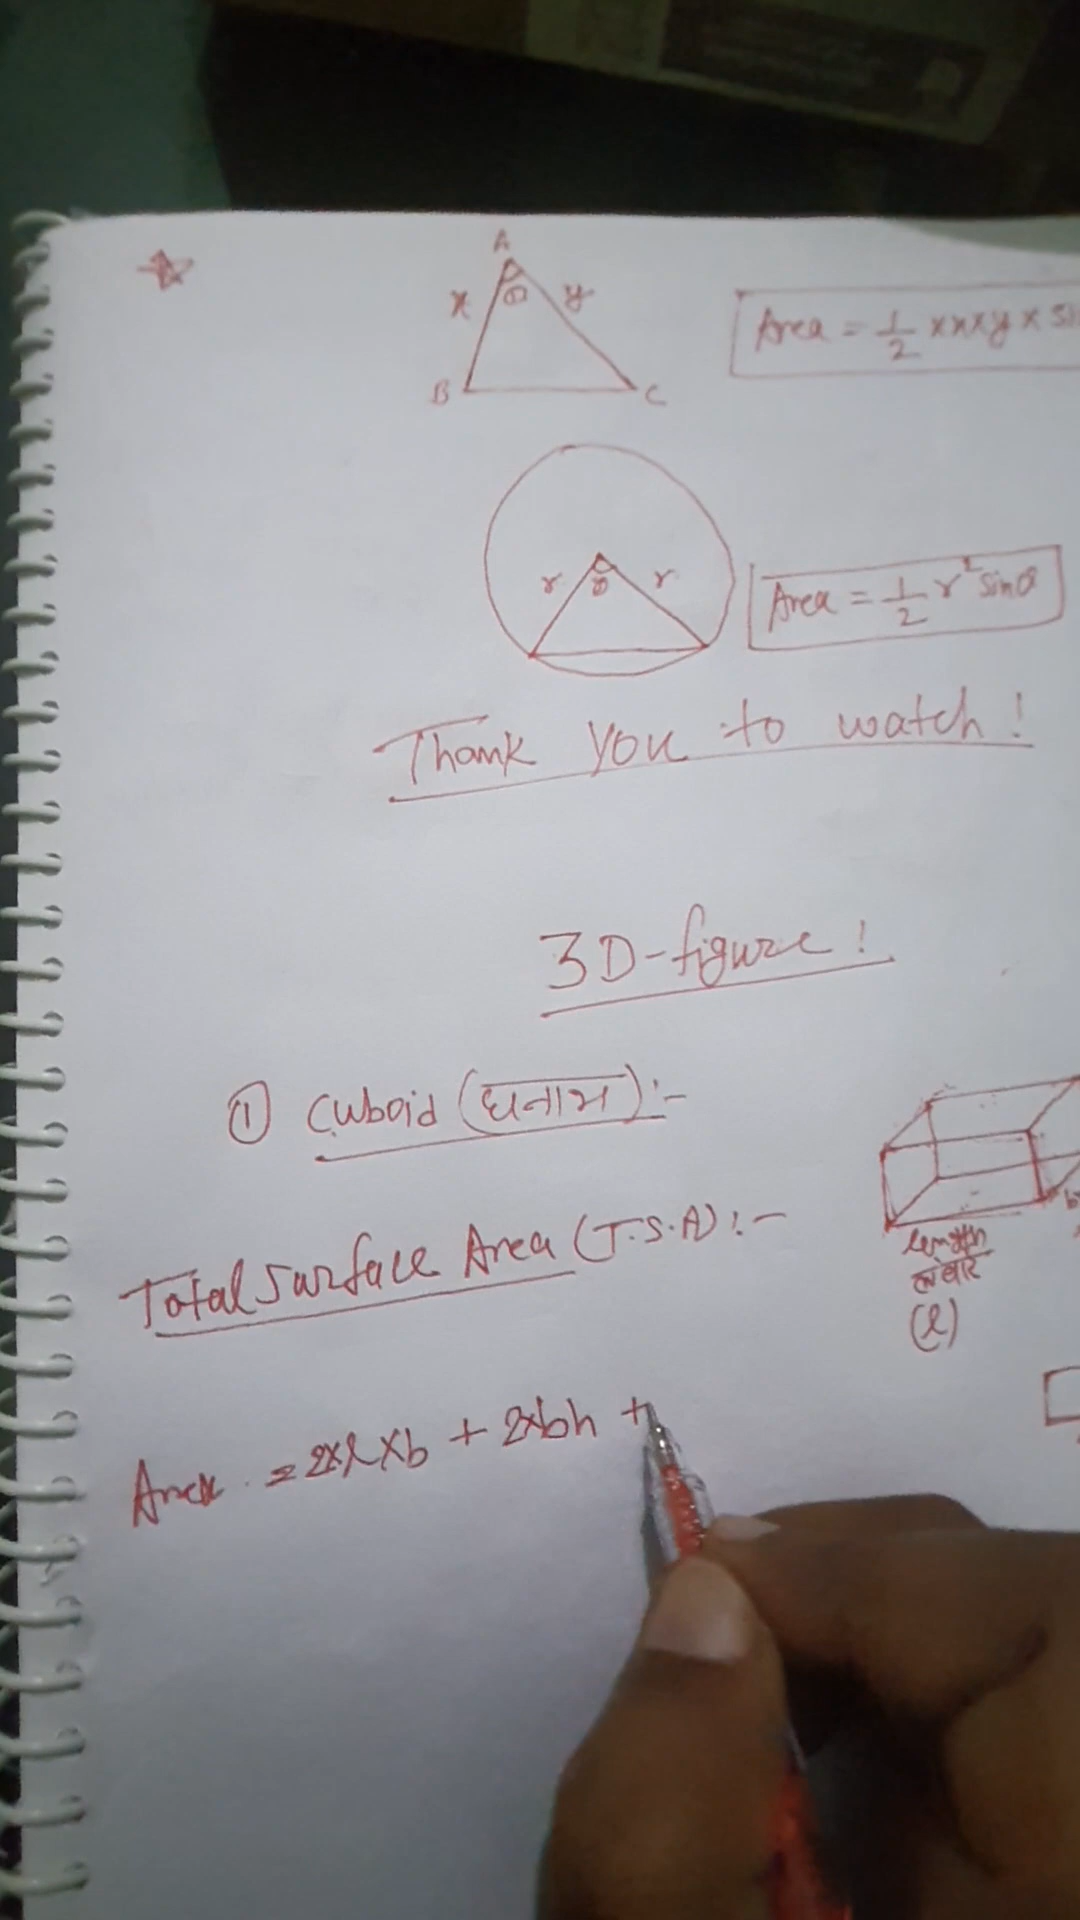 A
x θ y
B C
Area = 1/2 × x × y × Si
r θ r
Area = 1/2 r² sinθ
Thank you to watch!
3D-figure!
① Cuboid (घनाभ):-
Total Surface Area (T.S.A):-
b
length
लंबाई
(l)
Area = 2×l×b + 2×bh +